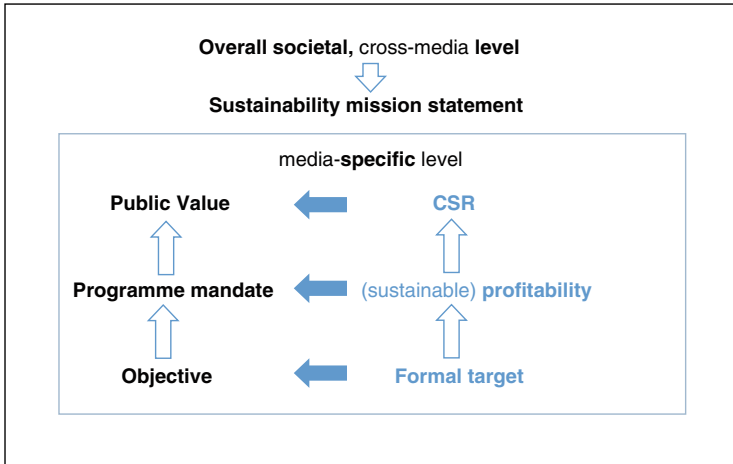 Overall societal, cross-media level
Sustainability mission statement
media-specific level
Public Value CSR
Programme mandate (sustainable) profitability
Objective Formal target